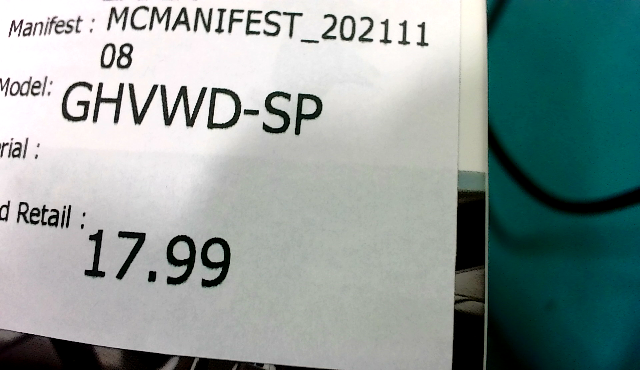 Manifest : MCMANIFEST_202111
08
Model: GHVWD-SP
rial :
d Retail : 17.99